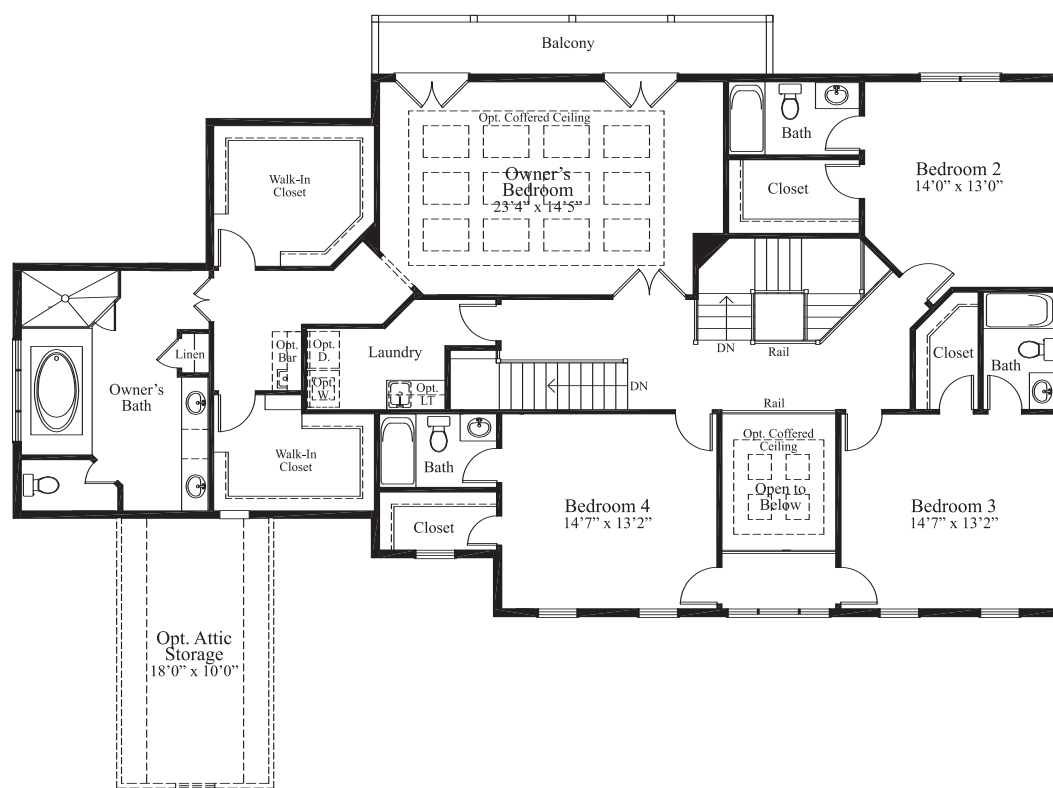 Balcony
Opt. Coffered Ceiling
Bath
Owner's
Bedroom
23'4" x 14'5"
Walk-In
Closet
Closet
Bedroom 2
14'0" x 13'0"
Linen
Opt.
Bar
Opt.
D.
Opt.
W.
Laundry
Opt.
LT
DN
DN
Rail
Closet
Bath
Owner's
Bath
Rail
Walk-In
Closet
Bath
Opt. Coffered
Ceiling
Open to
Below
Closet
Bedroom 4
14'7" x 13'2"
Bedroom 3
14'7" x 13'2"
Opt. Attic
Storage
18'0" x 10'0"